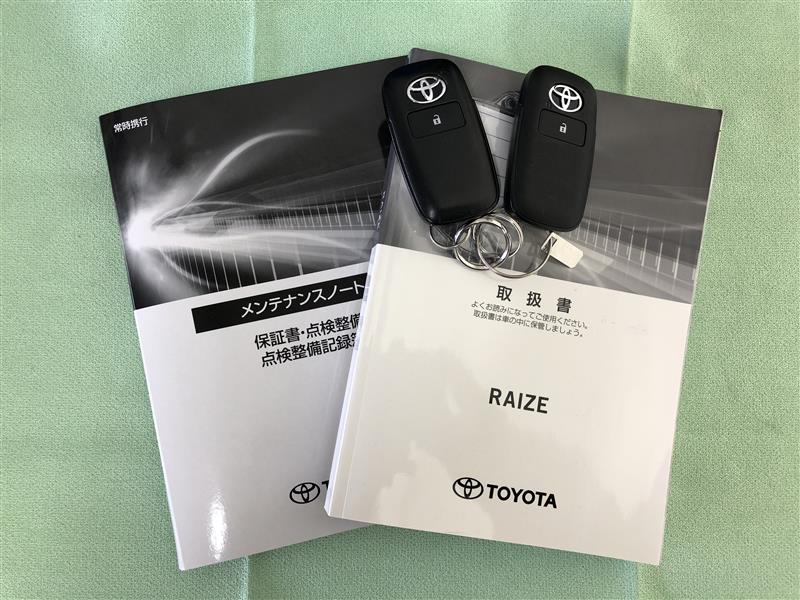 常時携行
メンテナンスノート
保証書・点検整備
点検整備記録簿
TOYOTA
取扱書
よくお読みになってご使用ください。
取扱書は車の中に保管しましょう。
RAIZE
TOYOTA